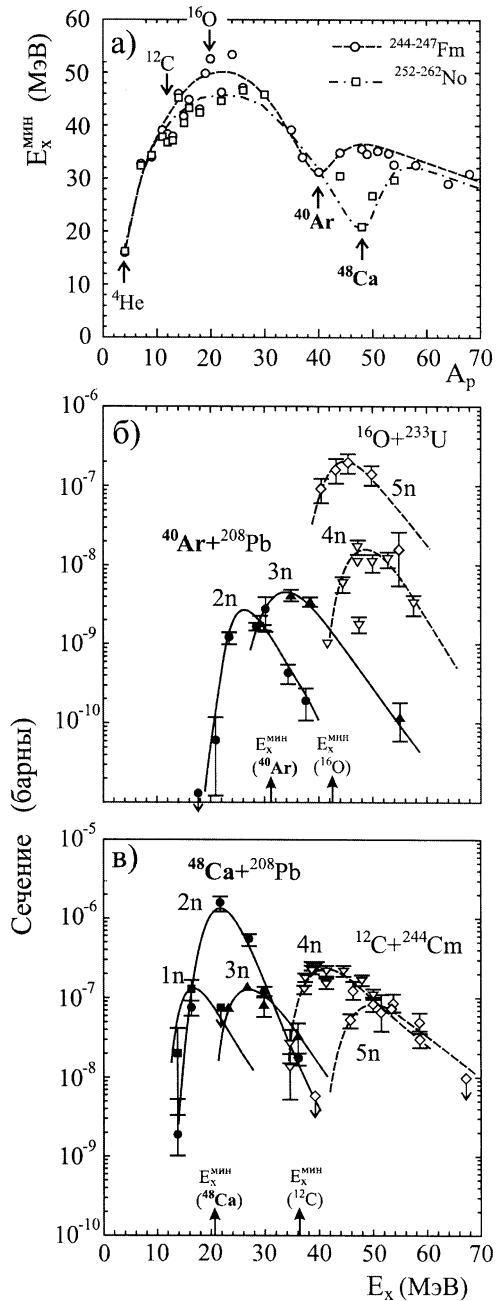 а)
E_x^мин (МэВ)
60
50
40
30
20
10
0
¹⁶O
¹²C
²⁴⁴⁻²⁴⁷Fm
²⁵²⁻²⁶²No
⁴⁰Ar
⁴⁸Ca
⁴He
0 10 20 30 40 50 60 70
A_p
б)
10⁻⁶
10⁻⁷
10⁻⁸
10⁻⁹
10⁻¹⁰
¹⁶O+²³³U
5n
4n
⁴⁰Ar+²⁰⁸Pb
3n
2n
E_x^мин
(⁴⁰Ar)
E_x^мин
(¹⁶O)
Сечение (барны)
в)
10⁻⁵
10⁻⁶
10⁻⁷
10⁻⁸
10⁻⁹
10⁻¹⁰
⁴⁸Ca+²⁰⁸Pb
2n
1n
3n
4n
¹²C+²⁴⁴Cm
5n
E_x^мин
(⁴⁸Ca)
E_x^мин
(¹²C)
0 10 20 30 40 50 60 70
E_x (МэВ)